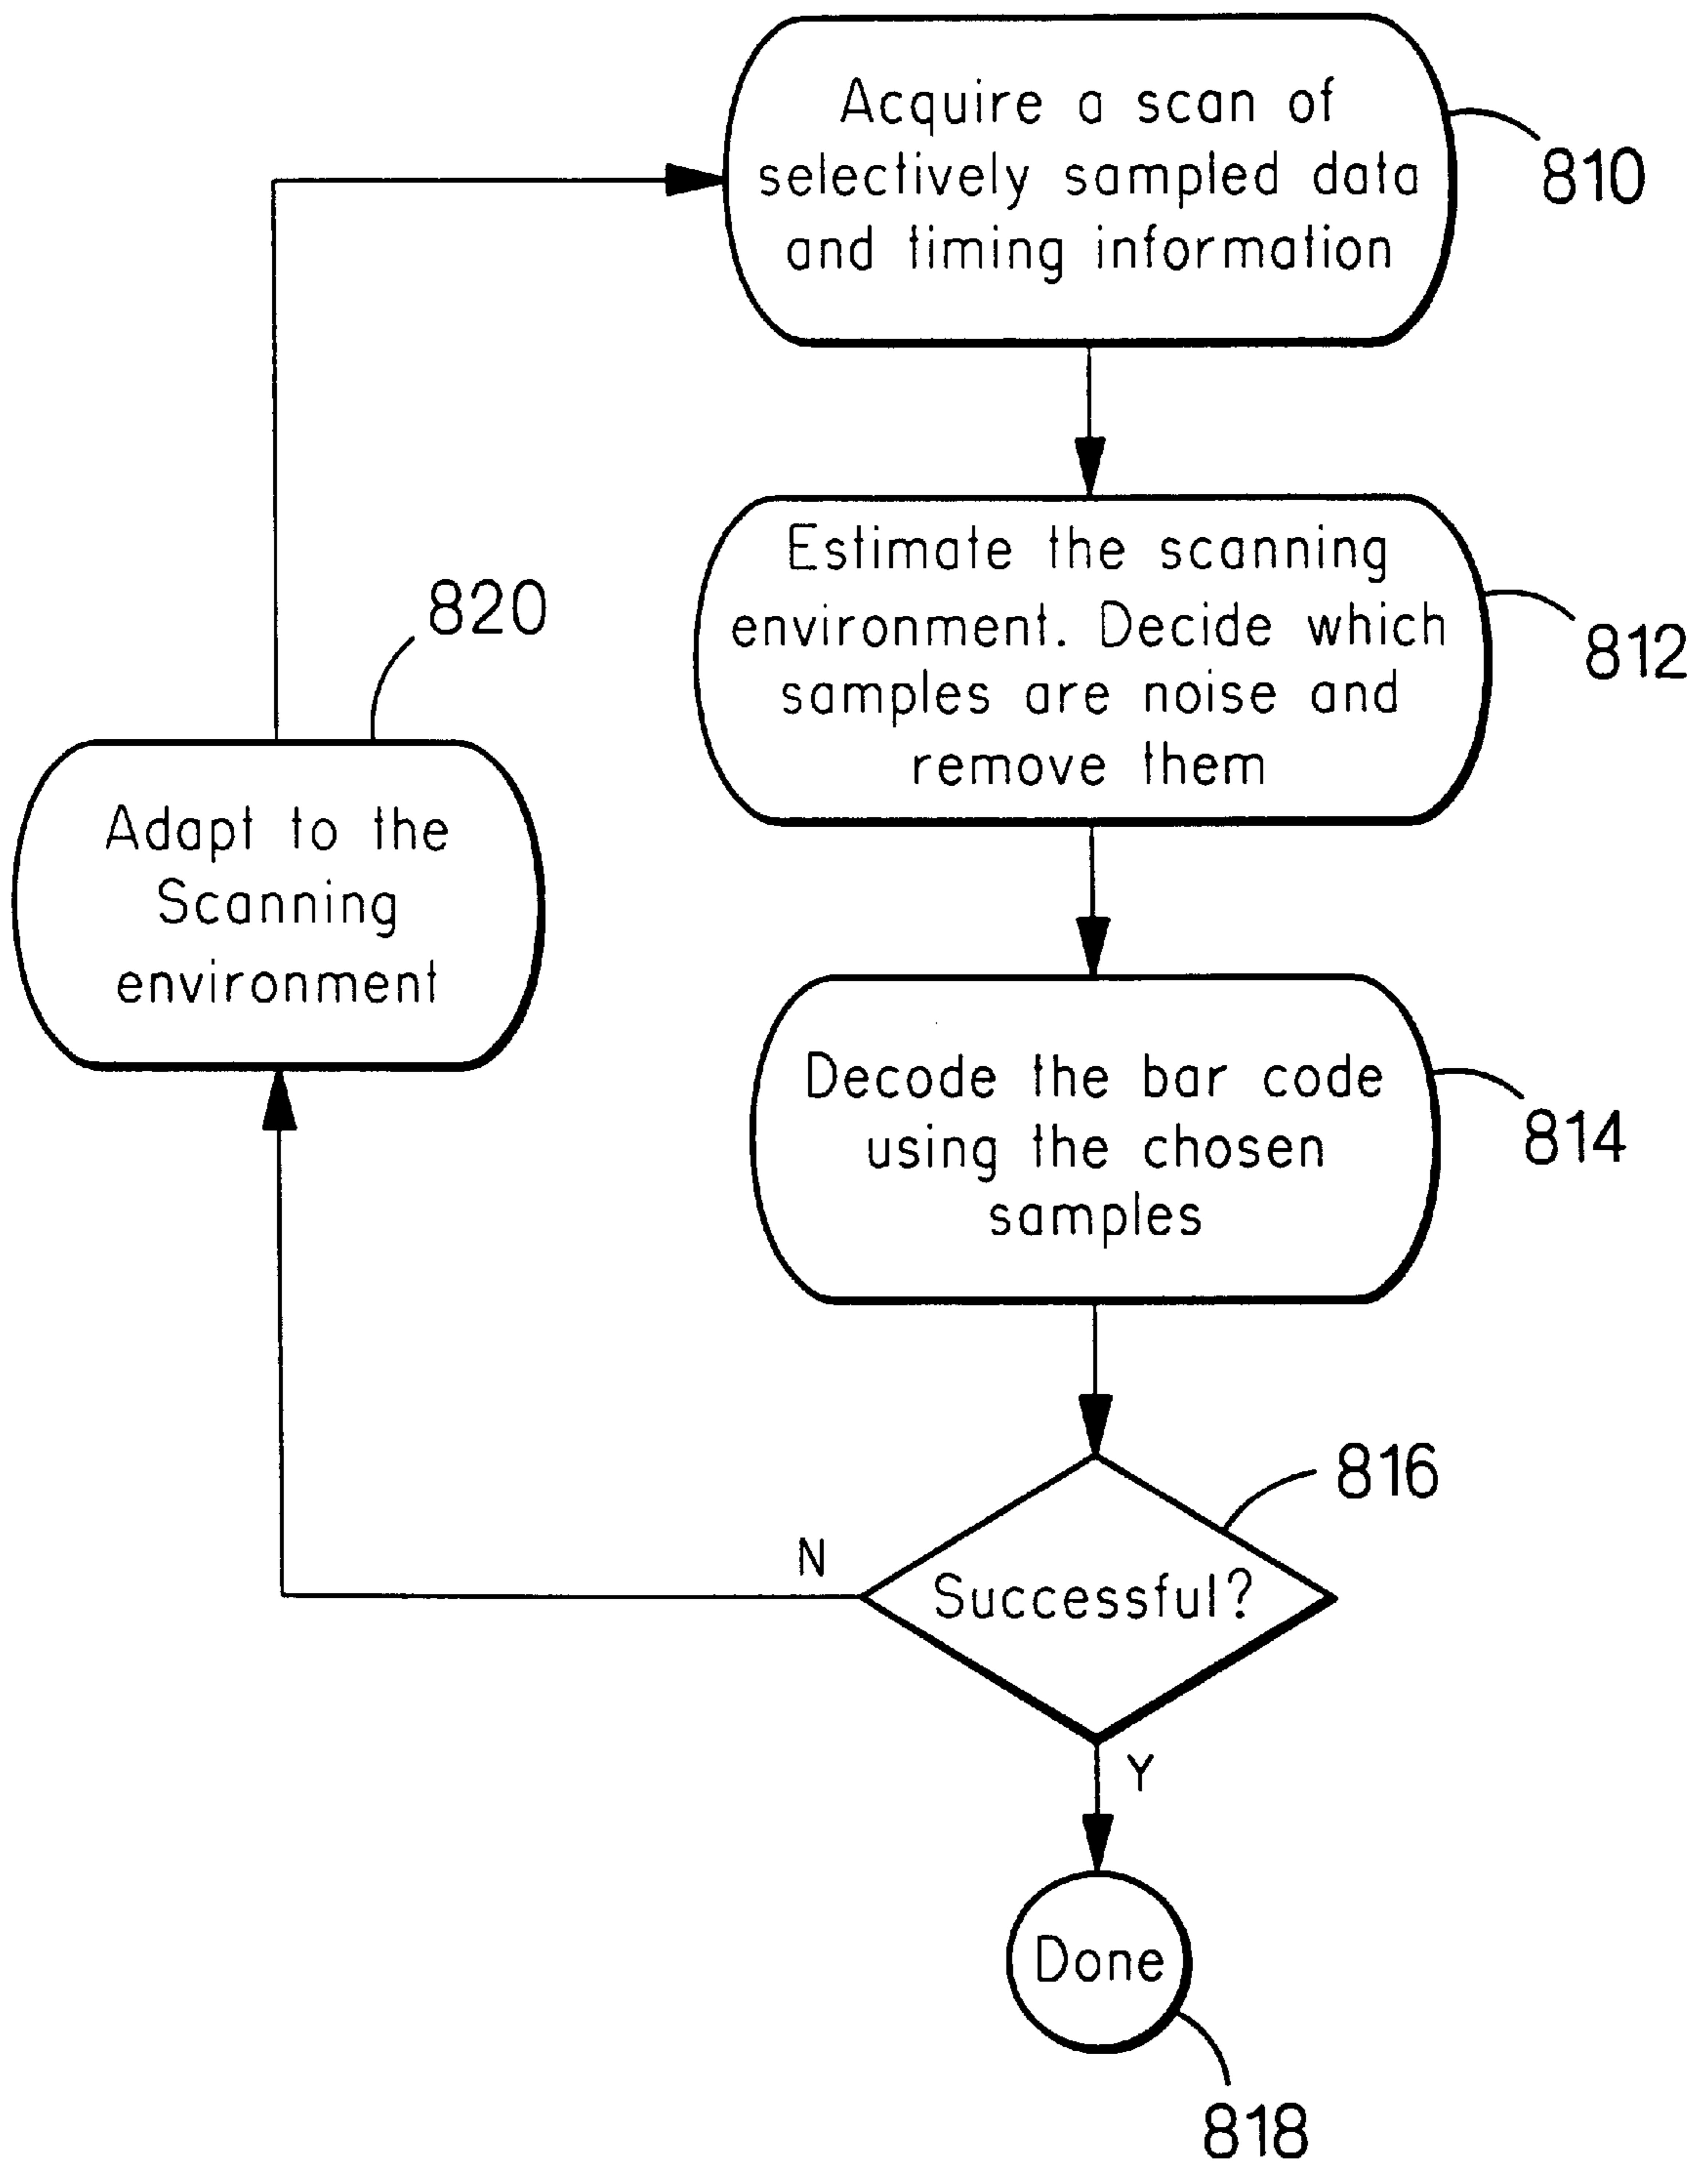 Acquire a scan of
selectively sampled data
and timing information
810
Estimate the scanning
environment. Decide which
samples are noise and
remove them
812
820
Adapt to the
Scanning
environment
Decode the bar code
using the chosen
samples
814
816
N
Successful?
Y
Done
818